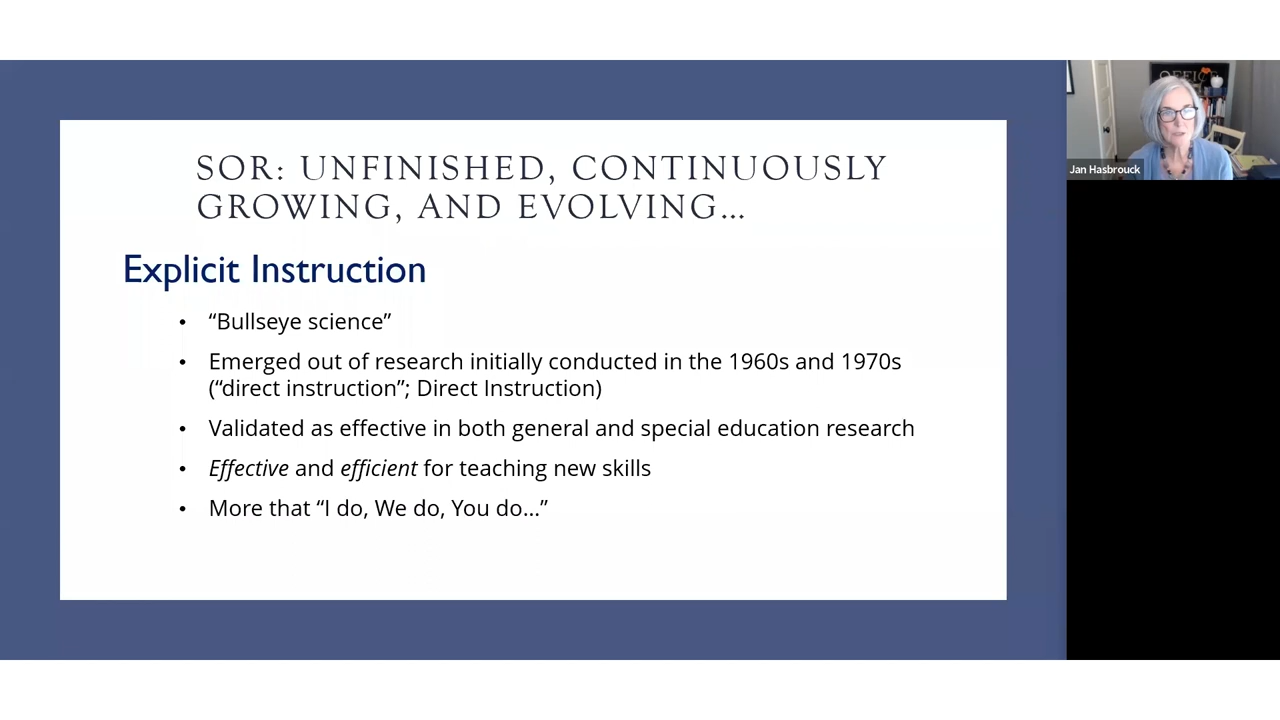 SOR: UNFINISHED, CONTINUOUSLY
GROWING, AND EVOLVING…
Explicit Instruction
• “Bullseye science”
• Emerged out of research initially conducted in the 1960s and 1970s
(“direct instruction”; Direct Instruction)
• Validated as effective in both general and special education research
• Effective and efficient for teaching new skills
• More that “I do, We do, You do…”
OFFICE
Jan Hasbrouck